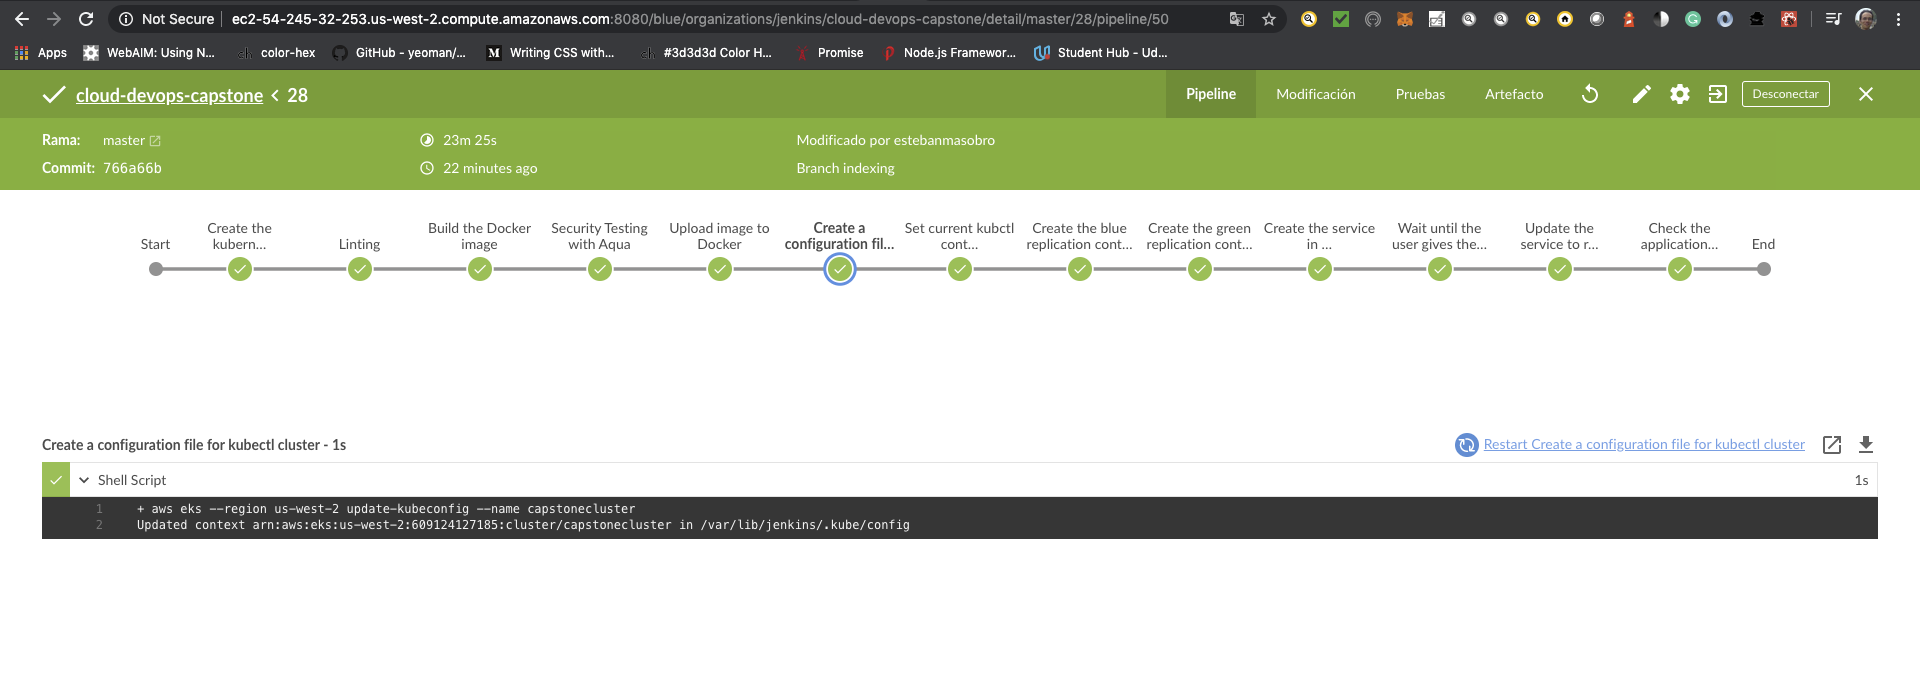 Not Secure ec2-54-245-32-253.us-west-2.compute.amazonaws.com:8080/blue/organizations/jenkins/cloud-devops-capstone/detail/master/28/pipeline/50
Apps WebAIM: Using N... color-hex GitHub - yeoman/... Writing CSS with... #3d3d3d Color H... Promise Node.js Framewor... Student Hub - Ud...
cloud-devops-capstone < 28 Pipeline Modificación Pruebas Artefacto Desconectar
Rama: master 23m 25s Modificado por estebanmasobro
Commit: 766a66b 22 minutes ago Branch indexing
Start
Create the
kubern...
Linting
Build the Docker
image
Security Testing
with Aqua
Upload image to
Docker
Create a
configuration fil...
Set current kubctl
cont...
Create the blue
replication cont...
Create the green
replication cont...
Create the service
in ...
Wait until the
user gives the...
Update the
service to r...
Check the
application...
End
Create a configuration file for kubectl cluster - 1s Restart Create a configuration file for kubectl cluster
Shell Script 1s
1 + aws eks --region us-west-2 update-kubeconfig --name capstonecluster
2 Updated context arn:aws:eks:us-west-2:609124127185:cluster/capstonecluster in /var/lib/jenkins/.kube/config